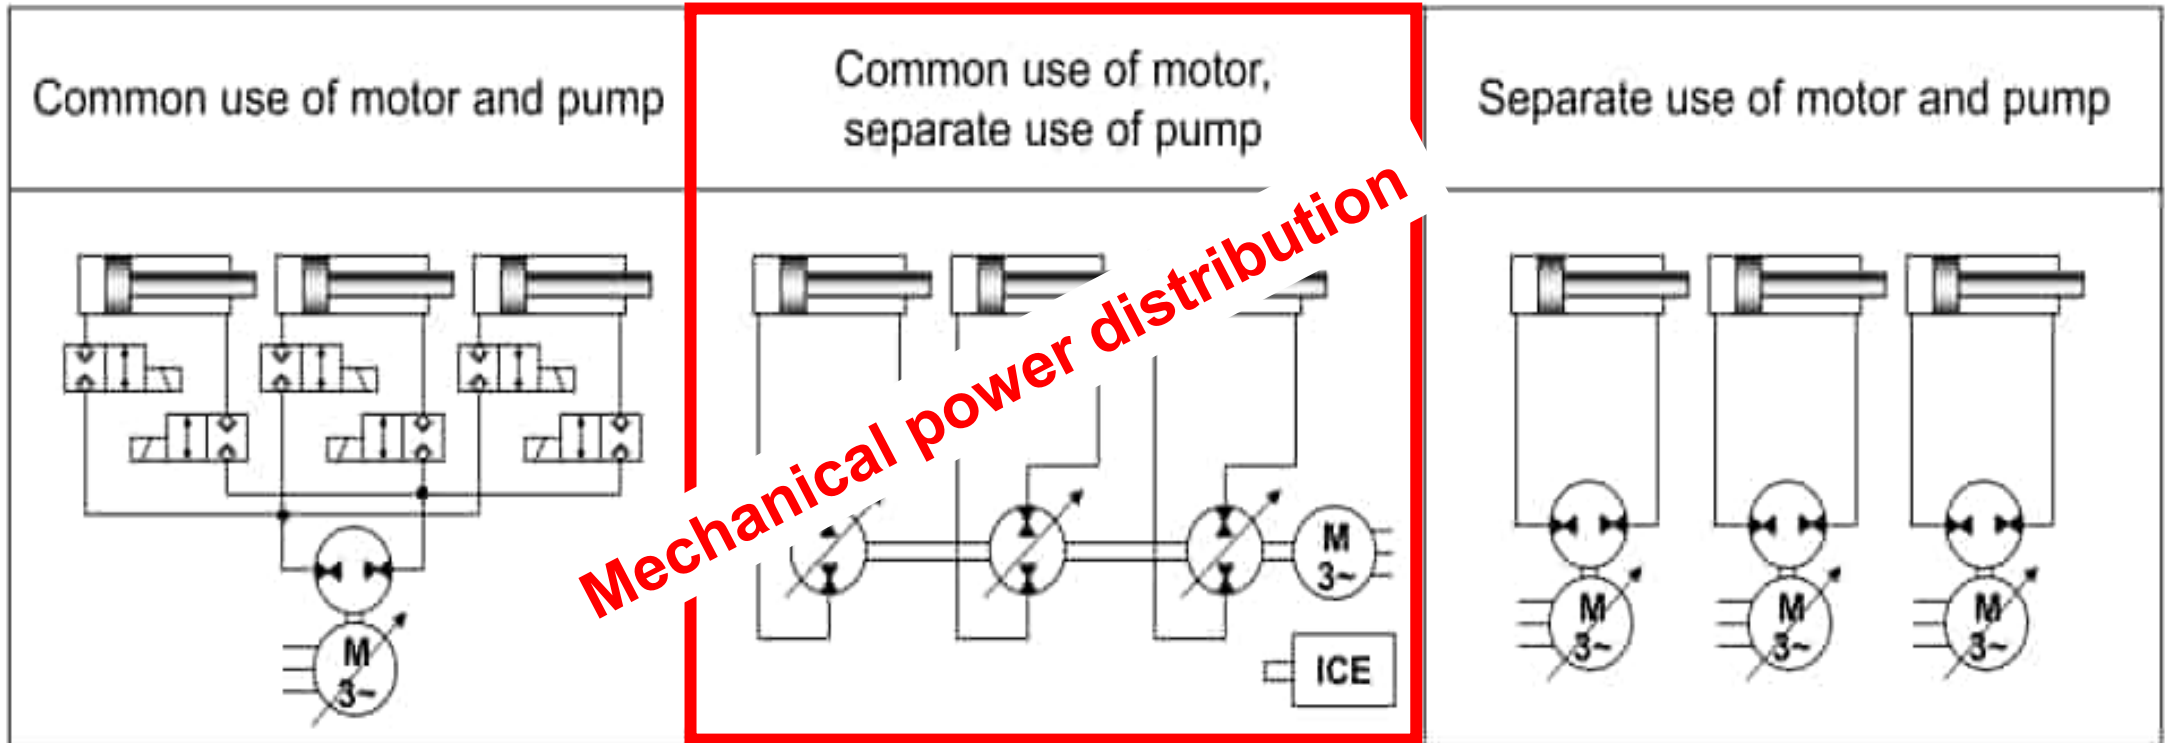 Common use of motor and pump
Common use of motor,
separate use of pump
Separate use of motor and pump
Mechanical power distribution
M
3~
M
3~
ICE
M
3~
M
3~
M
3~